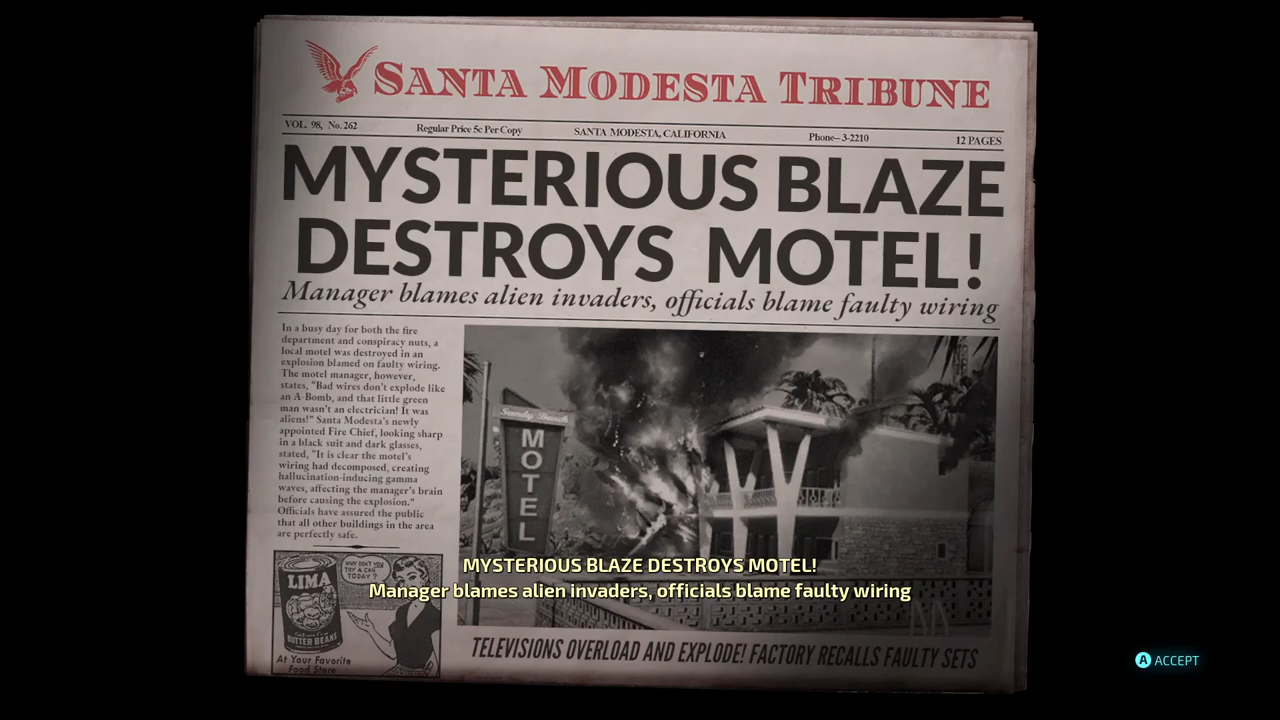 SANTA MODESTA TRIBUNE
VOL. 98, No. 262 Regular Price 5c Per Copy SANTA MODESTA, CALIFORNIA Phone–3-2210 12 PAGES
MYSTERIOUS BLAZE
DESTROYS MOTEL!
Manager blames alien invaders, officials blame faulty wiring
In a busy day for both the fire
department and conspiracy nuts, a
local motel was destroyed in an
explosion blamed on faulty wiring.
The motel manager, however,
states, "Bad wires don't explode like
an A-Bomb, and that little green
man wasn't an electrician! It was
aliens!" Santa Modesta's newly
appointed Fire Chief, looking sharp
in a black suit and dark glasses,
stated, "It is clear the motel's
wiring had decomposed, creating
hallucination-inducing gamma
waves, affecting the manager's brain
before causing the explosion."
Officials have assured the public
that all other buildings in the area
are perfectly safe.
MOTEL
WHY DON'T YOU
TRY A CAN
TODAY?
LIMA
BUTTER BEANS
At Your Favorite
Food Store
MYSTERIOUS BLAZE DESTROYS MOTEL!
Manager blames alien invaders, officials blame faulty wiring
TELEVISIONS OVERLOAD AND EXPLODE! FACTORY RECALLS FAULTY SETS
A ACCEPT